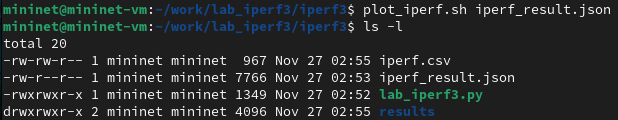 mininet@mininet-vm:~/work/lab_iperf3/iperf3$ plot_iperf.sh iperf_result.json
mininet@mininet-vm:~/work/lab_iperf3/iperf3$ ls -l
total 20
-rw-rw-r-- 1 mininet mininet  967 Nov 27 02:55 iperf.csv
-rw-r--r-- 1 mininet mininet 7766 Nov 27 02:53 iperf_result.json
-rwxrwxr-x 1 mininet mininet 1349 Nov 27 02:52 lab_iperf3.py
drwxrwxr-x 2 mininet mininet 4096 Nov 27 02:55 results